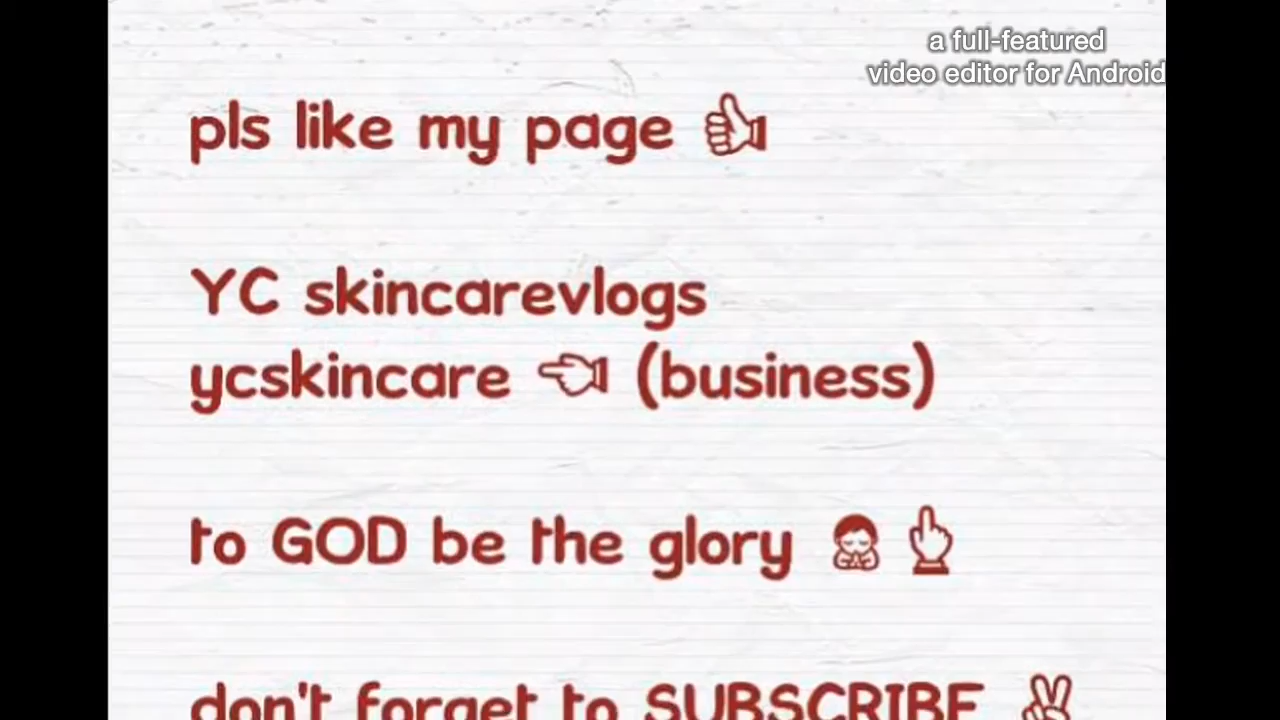 a full-featured
video editor for Android
pls like my page 👍
YC skincarevlogs
ycskincare 👈 (business)
to GOD be the glory 🙏 👆
don't forget to SUBSCRIBE ✌